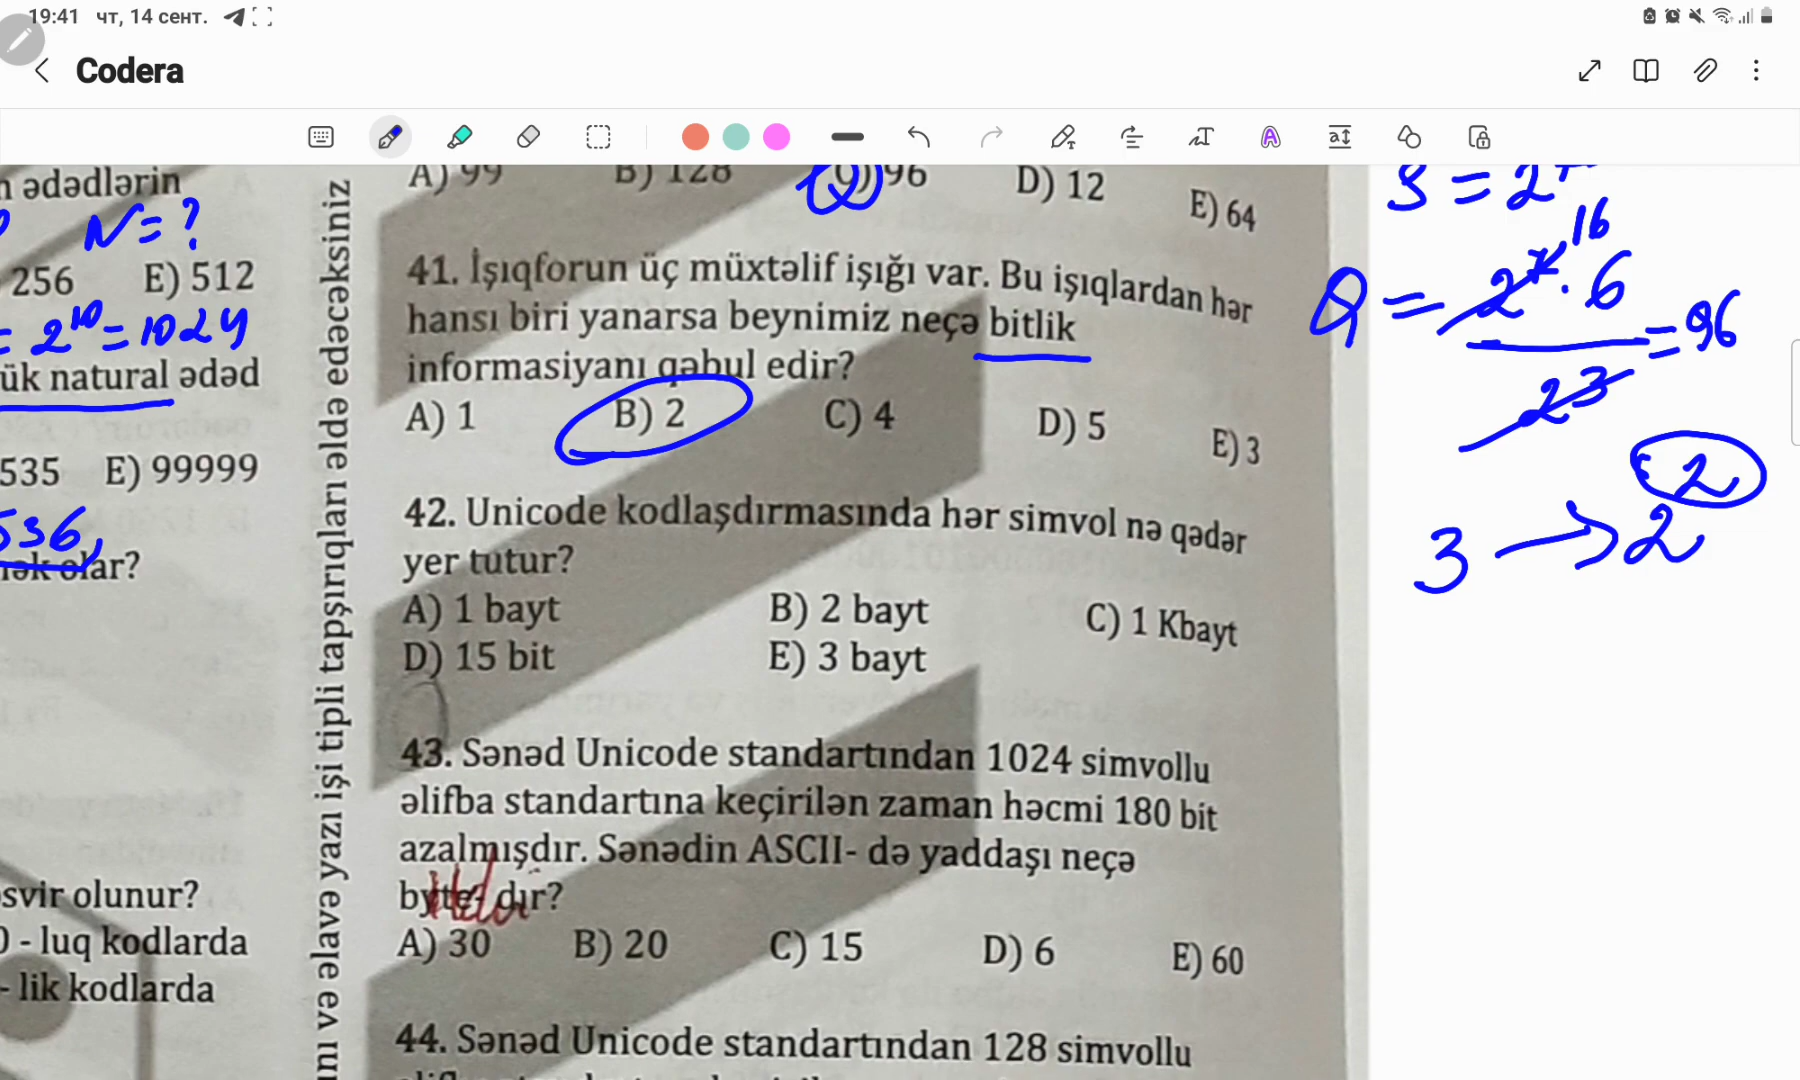 19:41 чт, 14 сент.
Codera
ədədlərin
N = ?
256 E) 512
= 2¹⁰ = 1024
ük natural ədəd
535 E) 99999
536,
olar?
svir olunur?
0 - luq kodlarda
- lik kodlarda
və əlavə yazı işi tipli tapşırıqları əldə edəcəksiniz
A) 99 B) 128 C) 96 D) 12 E) 64
41. İşıqforun üç müxtəlif işığı var. Bu işıqlardan hər
hansı biri yanarsa beynimiz neçə bitlik
informasiyanı qəbul edir?
A) 1 B) 2 C) 4 D) 5 E) 3
42. Unicode kodlaşdırmasında hər simvol nə qədər
yer tutur?
A) 1 bayt B) 2 bayt C) 1 Kbayt
D) 15 bit E) 3 bayt
43. Sənəd Unicode standartından 1024 simvollu
əlifba standartına keçirilən zaman həcmi 180 bit
azalmışdır. Sənədin ASCII- də yaddaşı neçə
byte- dır?
A) 30 B) 20 C) 15 D) 6 E) 60
44. Sənəd Unicode standartından 128 simvollu
16
2⁷ · 6
= 96
2³
2
3 → 2